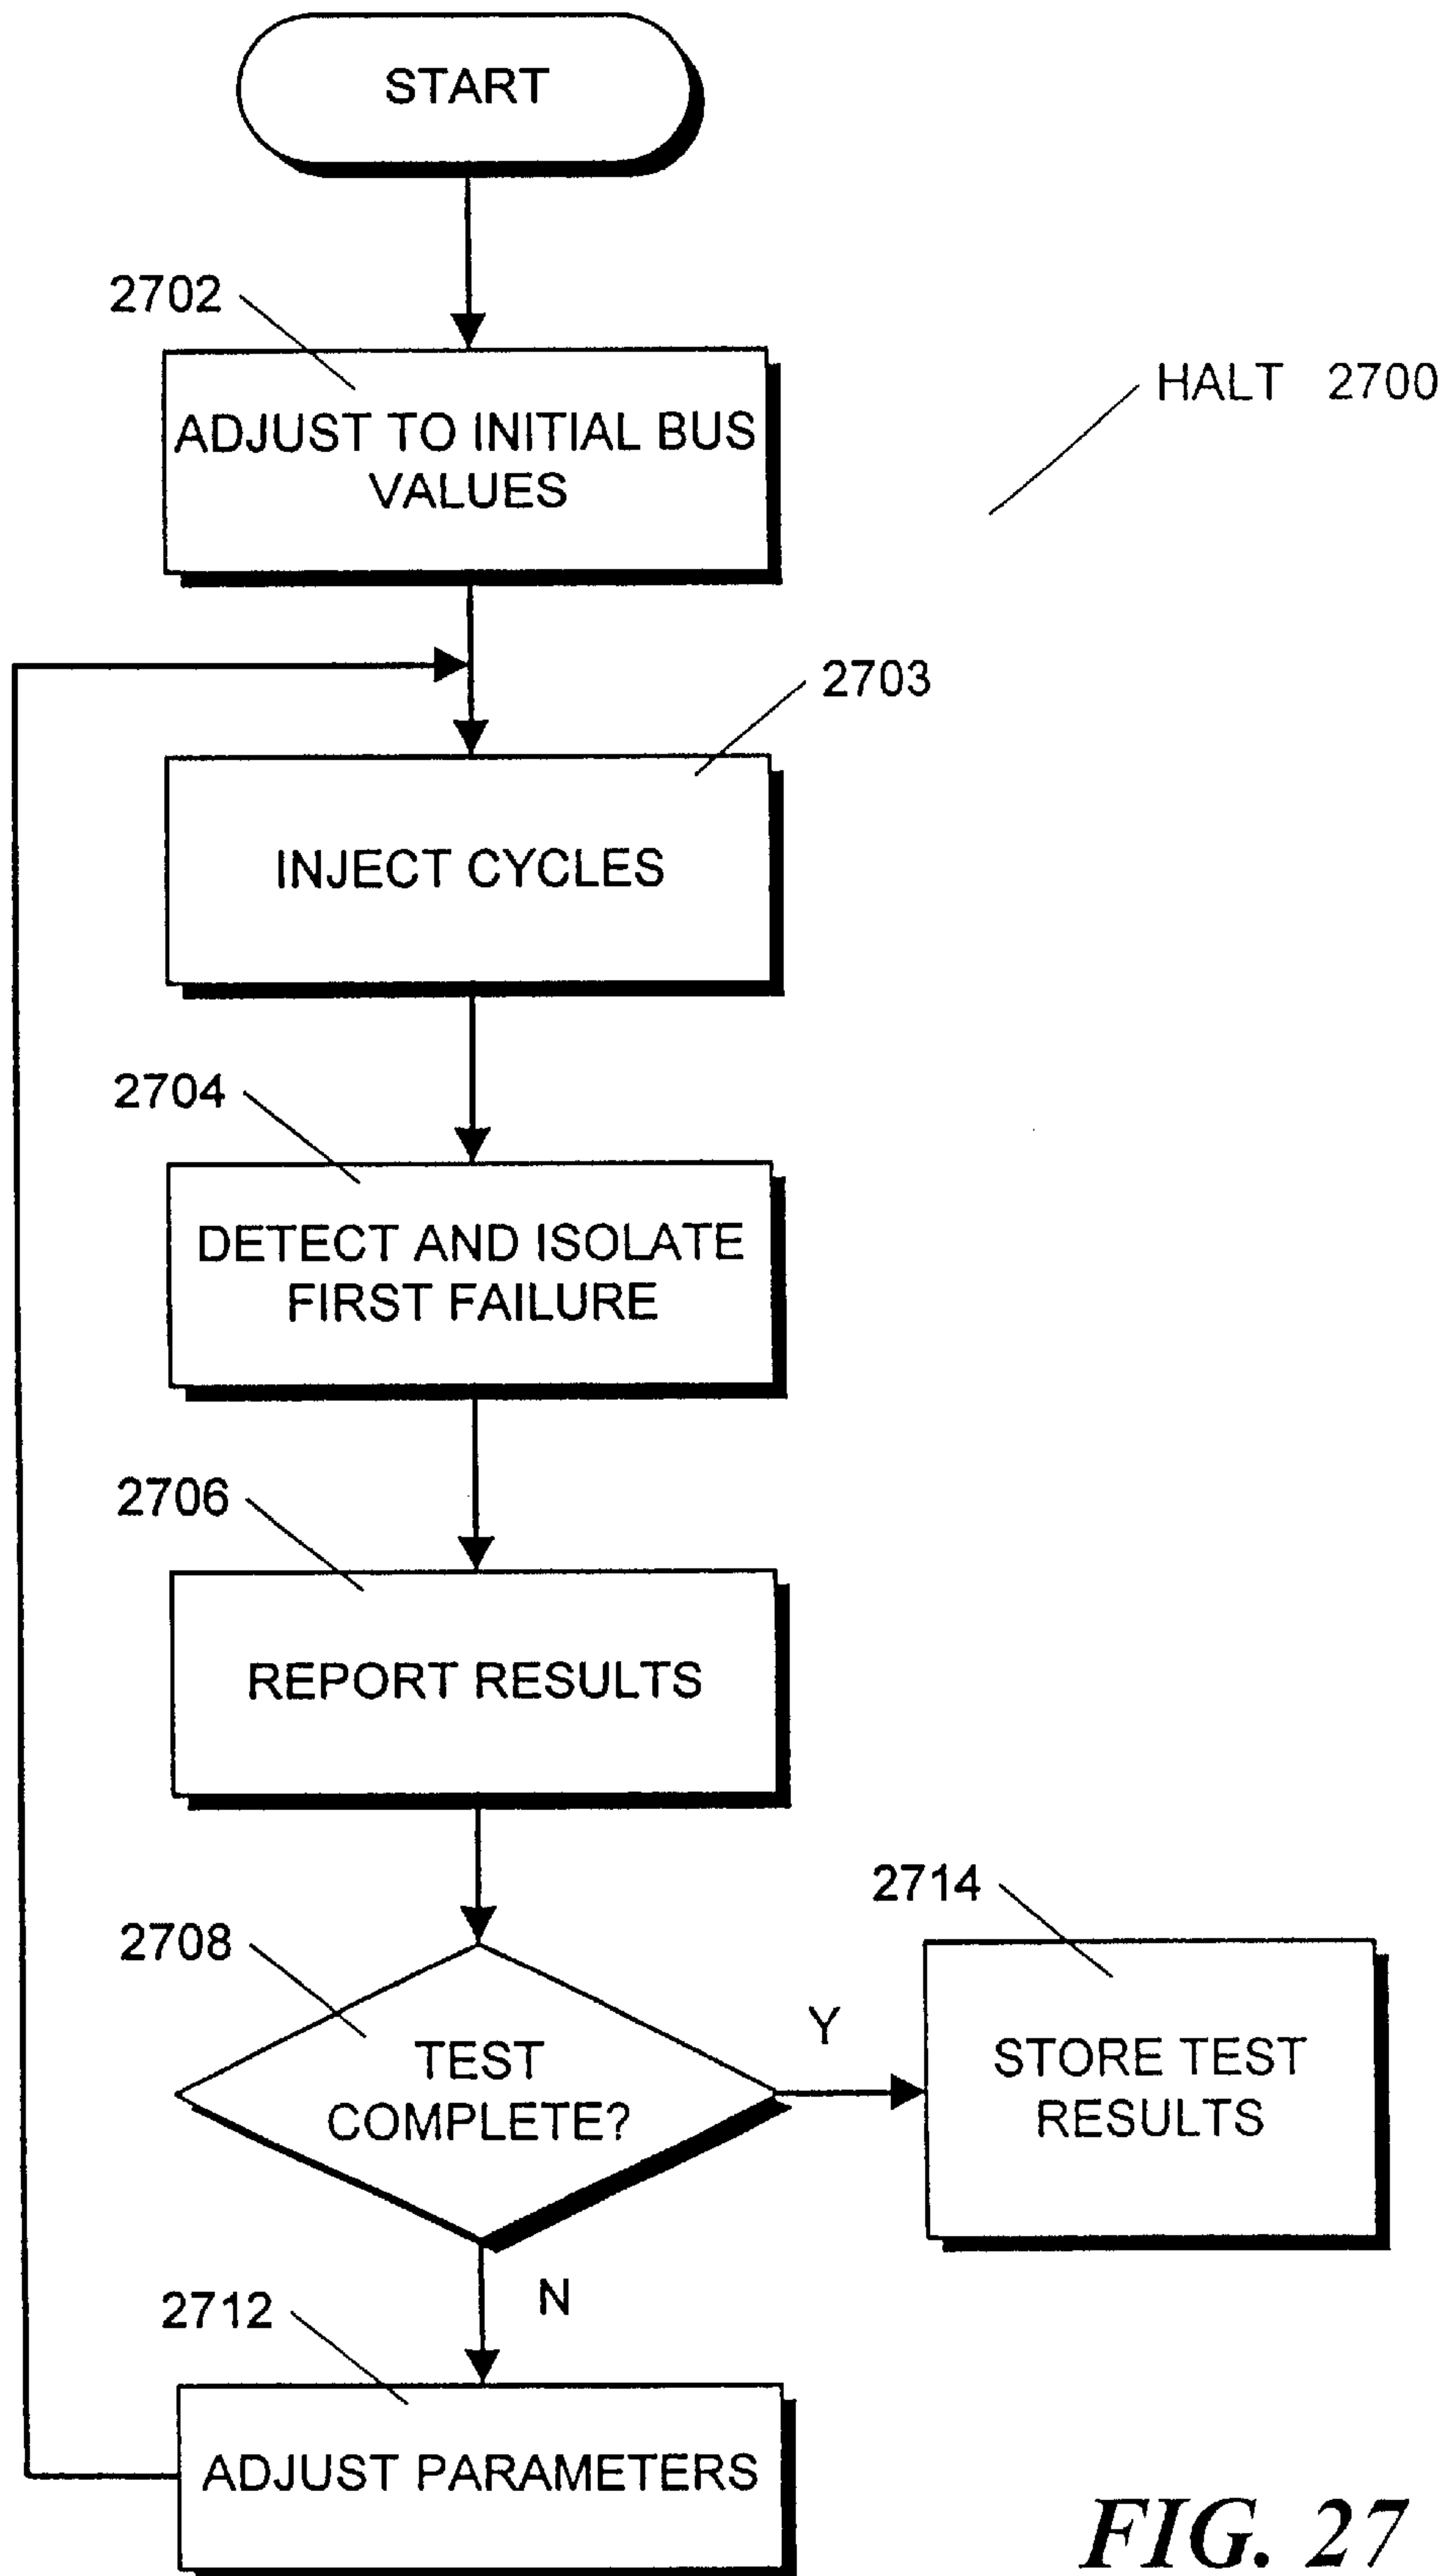 START
2702
HALT 2700
ADJUST TO INITIAL BUS
VALUES
2703
INJECT CYCLES
2704
DETECT AND ISOLATE
FIRST FAILURE
2706
REPORT RESULTS
2714
2708
Y
TEST
COMPLETE?
STORE TEST
RESULTS
N
2712
ADJUST PARAMETERS
FIG. 27